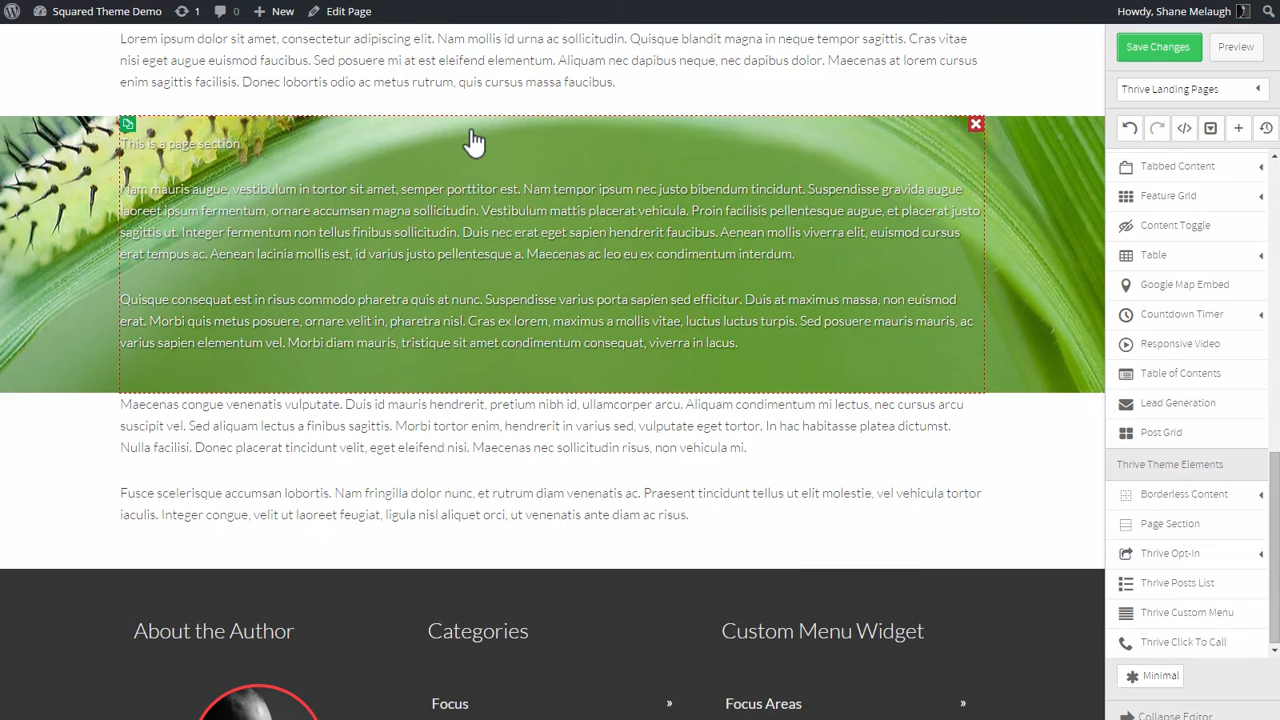 Squared Theme Demo 1 0 New Edit Page Howdy, Shane Melaugh
Lorem ipsum dolor sit amet, consectetur adipiscing elit. Nam mollis id urna ac sollicitudin. Quisque blandit magna in neque tempor sagittis. Cras vitae
nisi eget augue euismod faucibus. Sed posuere mi at est eleifend elementum. Aliquam nec dapibus neque, nec dapibus dolor. Maecenas at lorem cursus
enim sagittis facilisis. Donec lobortis odio ac metus rutrum, quis cursus massa faucibus.
This is a page section
Nam mauris augue, vestibulum in tortor sit amet, semper porttitor est. Nam tempor ipsum nec justo bibendum tincidunt. Suspendisse gravida augue
laoreet ipsum fermentum, ornare accumsan magna sollicitudin. Vestibulum mattis placerat vehicula. Proin facilisis pellentesque augue, et placerat justo
sagittis ut. Integer fermentum non tellus finibus sollicitudin. Duis nec erat eget sapien hendrerit faucibus. Aenean mollis viverra elit, euismod cursus
erat tempus ac. Aenean lacinia mollis est, id varius justo pellentesque a. Maecenas ac leo eu ex condimentum interdum.
Quisque consequat est in risus commodo pharetra quis at nunc. Suspendisse varius porta sapien sed efficitur. Duis at maximus massa, non euismod
erat. Morbi quis metus posuere, ornare velit in, pharetra nisl. Cras ex lorem, maximus a mollis vitae, luctus luctus turpis. Sed posuere mauris mauris, ac
varius sapien elementum vel. Morbi diam mauris, tristique sit amet condimentum consequat, viverra in lacus.
Maecenas congue venenatis vulputate. Duis id mauris hendrerit, pretium nibh id, ullamcorper arcu. Aliquam condimentum mi lectus, nec cursus arcu
suscipit vel. Sed aliquam lectus a finibus sagittis. Morbi tortor enim, hendrerit in varius sed, vulputate eget tortor. In hac habitasse platea dictumst.
Nulla facilisi. Donec placerat tincidunt velit, eget eleifend nisi. Maecenas nec sollicitudin risus, non vehicula mi.
Fusce scelerisque accumsan lobortis. Nam fringilla dolor nunc, et rutrum diam venenatis ac. Praesent tincidunt tellus ut elit molestie, vel vehicula tortor
iaculis. Integer congue, velit ut laoreet feugiat, ligula nisl aliquet orci, ut venenatis ante diam ac risus.
About the Author
Categories
Focus »
Custom Menu Widget
Focus Areas »
Save Changes Preview
Thrive Landing Pages
Tabbed Content
Feature Grid
Content Toggle
Table
Google Map Embed
Countdown Timer
Responsive Video
Table of Contents
Lead Generation
Post Grid
Thrive Theme Elements
Borderless Content
Page Section
Thrive Opt-In
Thrive Posts List
Thrive Custom Menu
Thrive Click To Call
Minimal
Collapse Editor